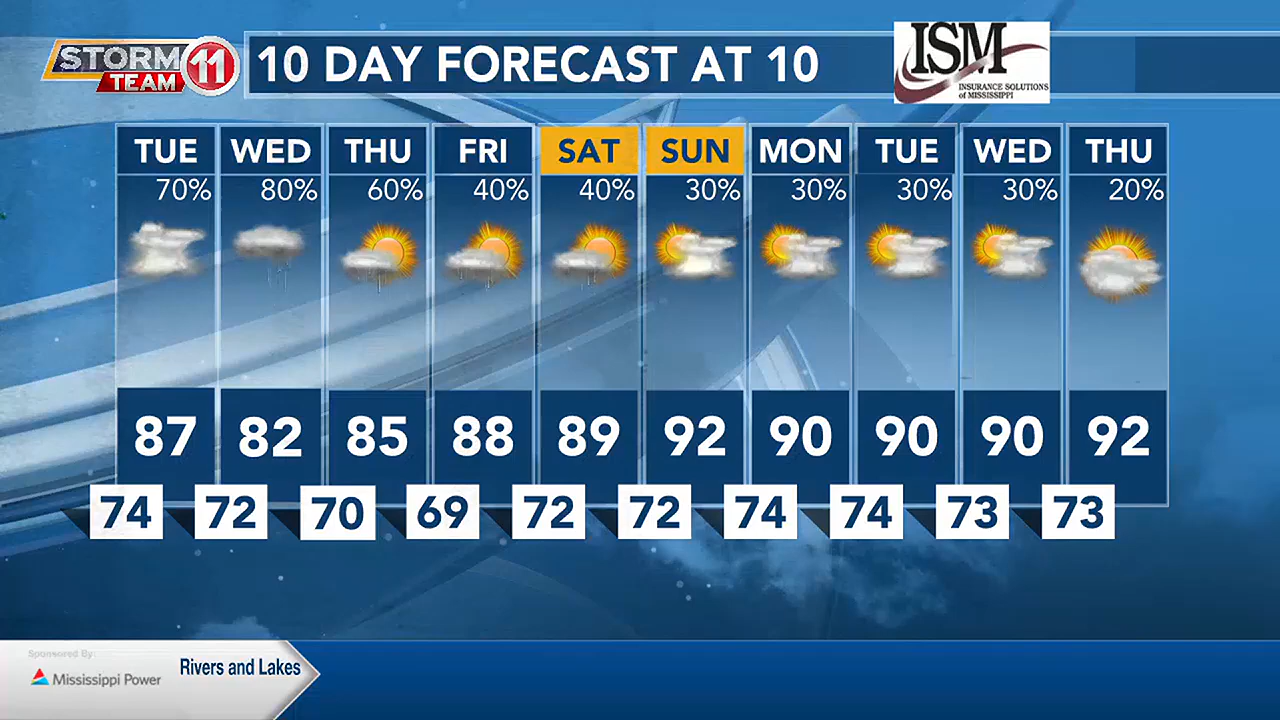 STORM
TEAM
11
10 DAY FORECAST AT 10
ISM
INSURANCE SOLUTIONS
of MISSISSIPPI
TUE WED THU FRI SAT SUN MON TUE WED THU
70% 80% 60% 40% 40% 30% 30% 30% 30% 20%
87 82 85 88 89 92 90 90 90 92
74 72 70 69 72 72 74 74 73 73
Sponsored By:
Mississippi Power
Rivers and Lakes